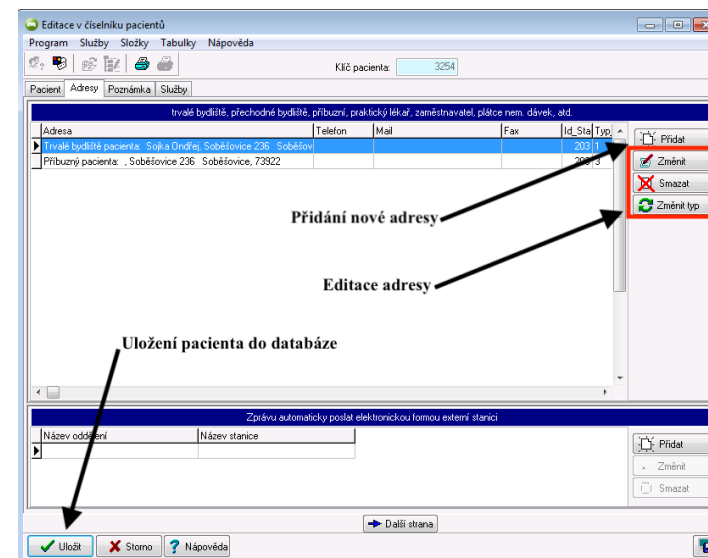 Editace v číselníku pacientů
Program Služby Složky Tabulky Nápověda
Klíč pacienta: 3254
Pacient Adresy Poznámka Služby
trvalé bydliště, přechodné bydliště, příbuzní, praktický lékař, zaměstnavatel, plátce nem. dávek, atd.
Adresa Telefon Mail Fax Id_Sta Typ_
Přidat
Trvalé bydliště pacienta: Sojka Ondřej, Soběšovice 236 Soběšov 203 1
Příbuzný pacienta: , Soběšovice 236 Soběšovice, 73922 203 3
Změnit
Smazat
Změnit typ
Přidání nové adresy
Editace adresy
Uložení pacienta do databáze
Zprávu automaticky poslat elektronickou formou externí stanici
Název oddělení Název stanice
Přidat
Změnit
Smazat
Další strana
Uložit Storno Nápověda